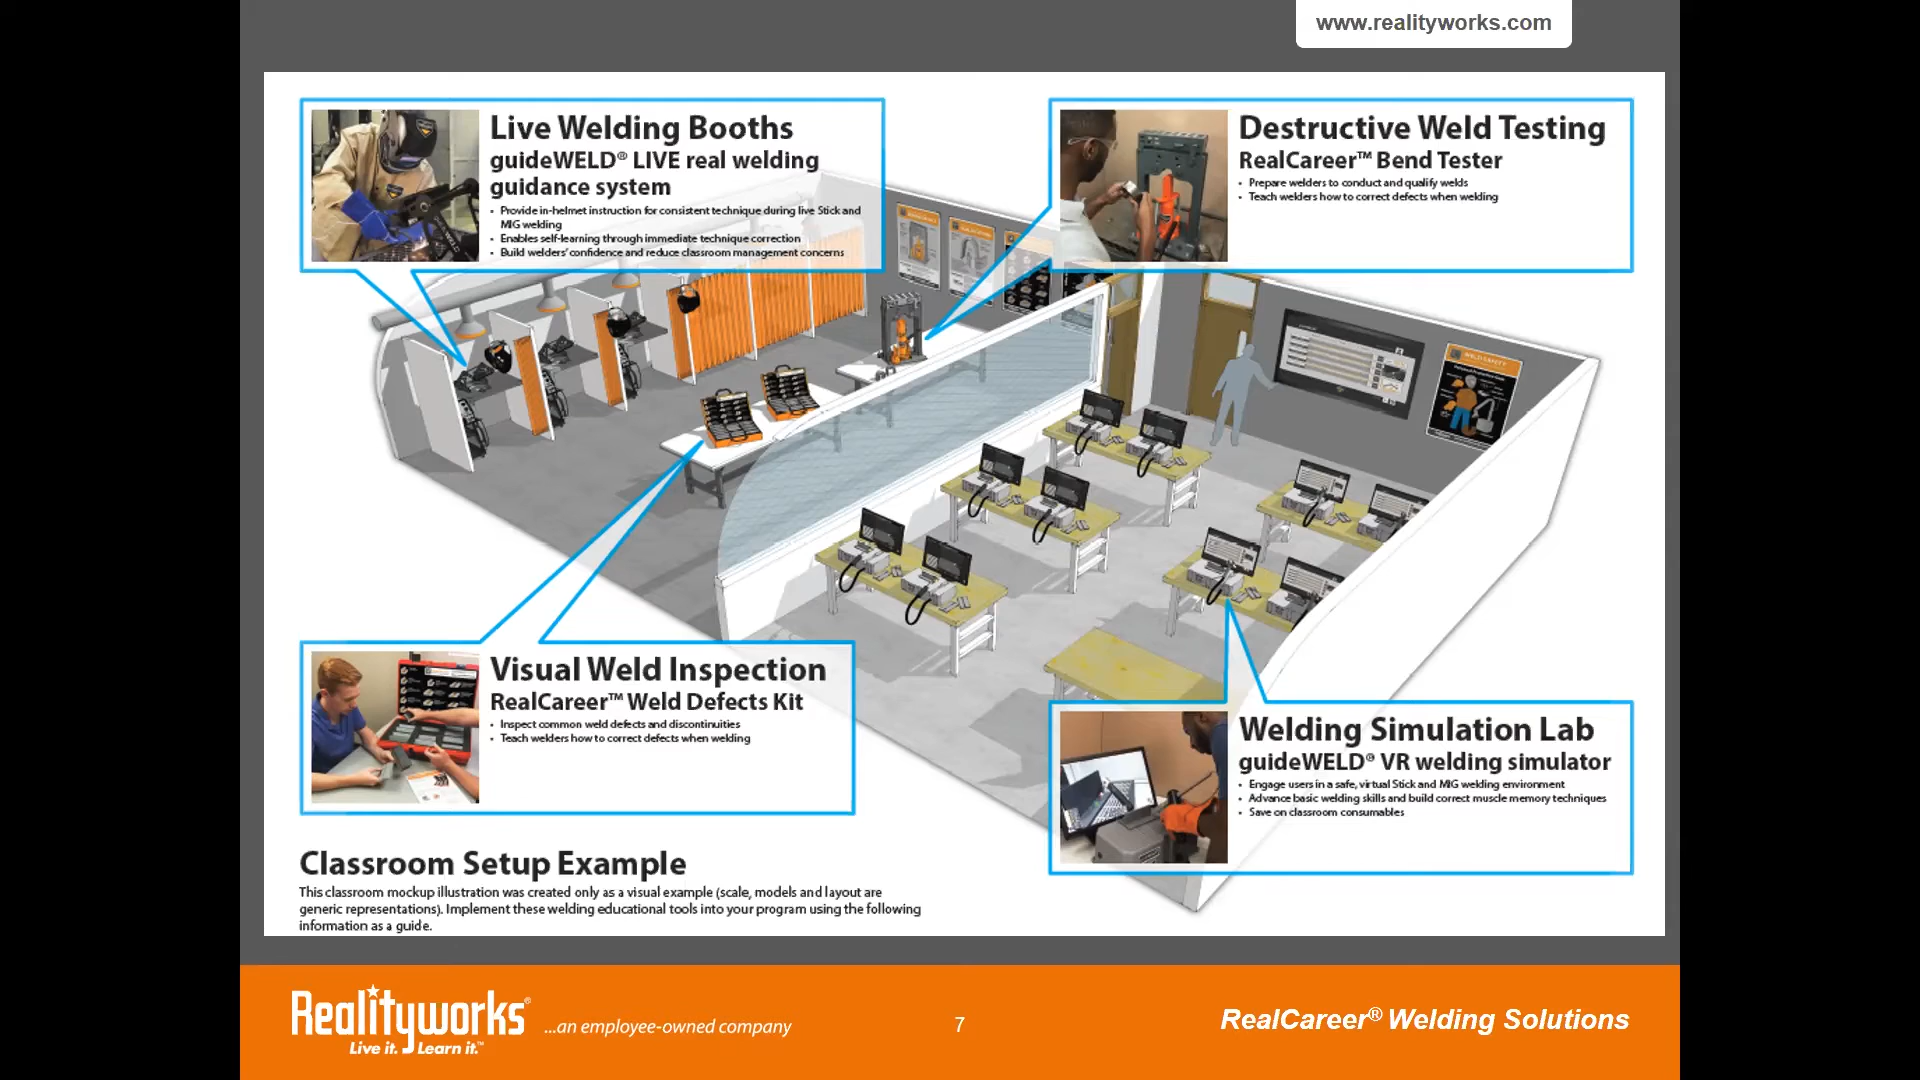 www.realityworks.com
Live Welding Booths
guideWELD® LIVE real welding
guidance system
• Provide in-helmet instruction for consistent technique during live Stick and
MIG welding
• Enables self-learning through immediate technique correction
• Build welders' confidence and reduce classroom management concerns
Destructive Weld Testing
RealCareer™ Bend Tester
• Prepare welders to conduct and qualify welds
• Teach welders how to correct defects when welding
Visual Weld Inspection
RealCareer™ Weld Defects Kit
• Inspect common weld defects and discontinuities
• Teach welders how to correct defects when welding
Welding Simulation Lab
guideWELD® VR welding simulator
• Engage users in a safe, virtual Stick and MIG welding environment
• Advance basic welding skills and build correct muscle memory techniques
• Save on classroom consumables
Classroom Setup Example
This classroom mockup illustration was created only as a visual example (scale, models and layout are
generic representations). Implement these welding educational tools into your program using the following
information as a guide.
Realityworks®
Live it. Learn it.™
...an employee-owned company
7
RealCareer® Welding Solutions